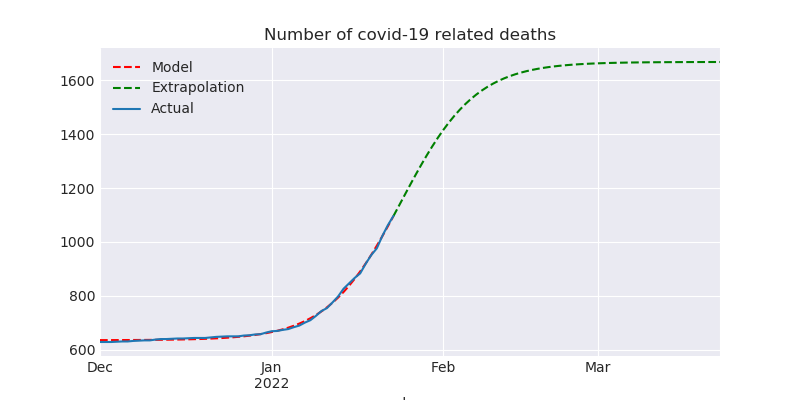 Number of covid-19 related deaths
Model
Extrapolation
Actual
1600
1400
1200
1000
800
600
Dec
Jan
Feb
Mar
2022